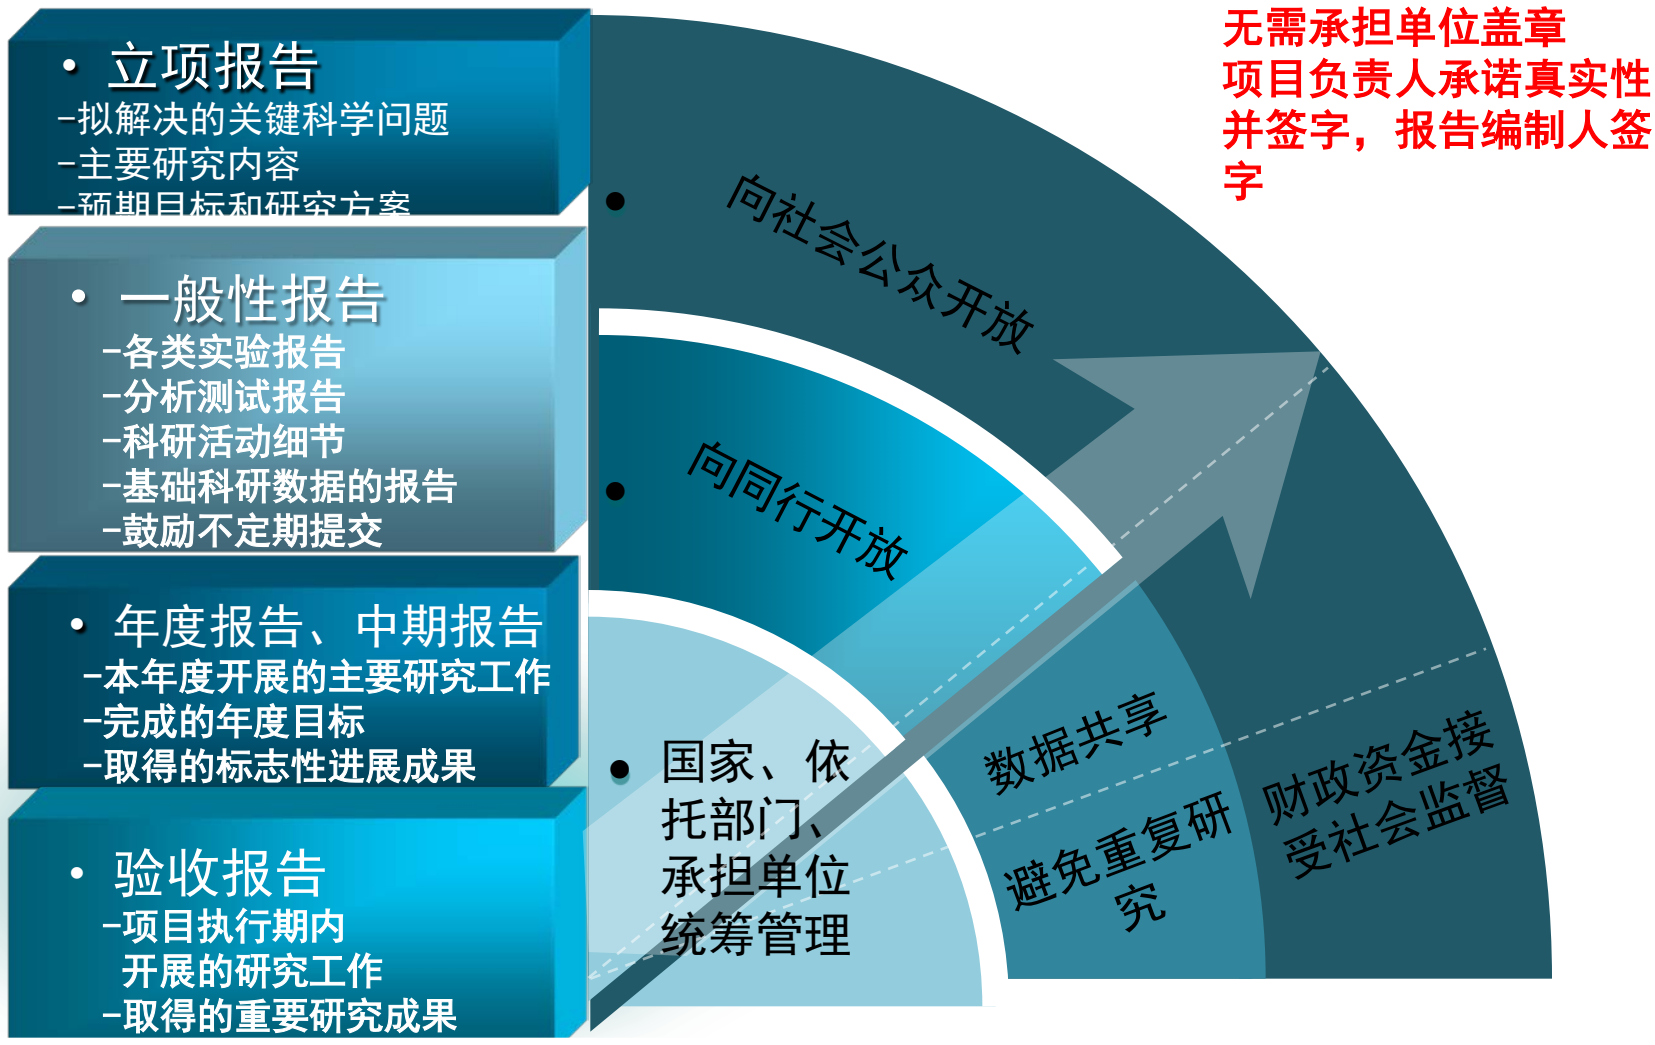 • 立项报告
–拟解决的关键科学问题
–主要研究内容
–预期目标和研究方案
• 一般性报告
–各类实验报告
–分析测试报告
–科研活动细节
–基础科研数据的报告
–鼓励不定期提交
• 年度报告、中期报告
–本年度开展的主要研究工作
–完成的年度目标
–取得的标志性进展成果
• 验收报告
–项目执行期内
开展的研究工作
–取得的重要研究成果
• 向社会公众开放
• 向同行开放
• 国家、依
托部门、
承担单位
统筹管理
数据共享
避免重复研
究
财政资金接
受社会监督
无需承担单位盖章
项目负责人承诺真实性
并签字，报告编制人签
字